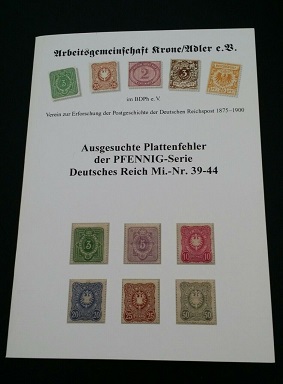 Arbeitsgemeinschaft Krone/Adler e.V.
im BDPh e.V.
Verein zur Erforschung der Postgeschichte der Deutschen Reichspost 1875-1900
Ausgesuchte Plattenfehler
der PFENNIG-Serie
Deutsches Reich Mi.-Nr. 39-44